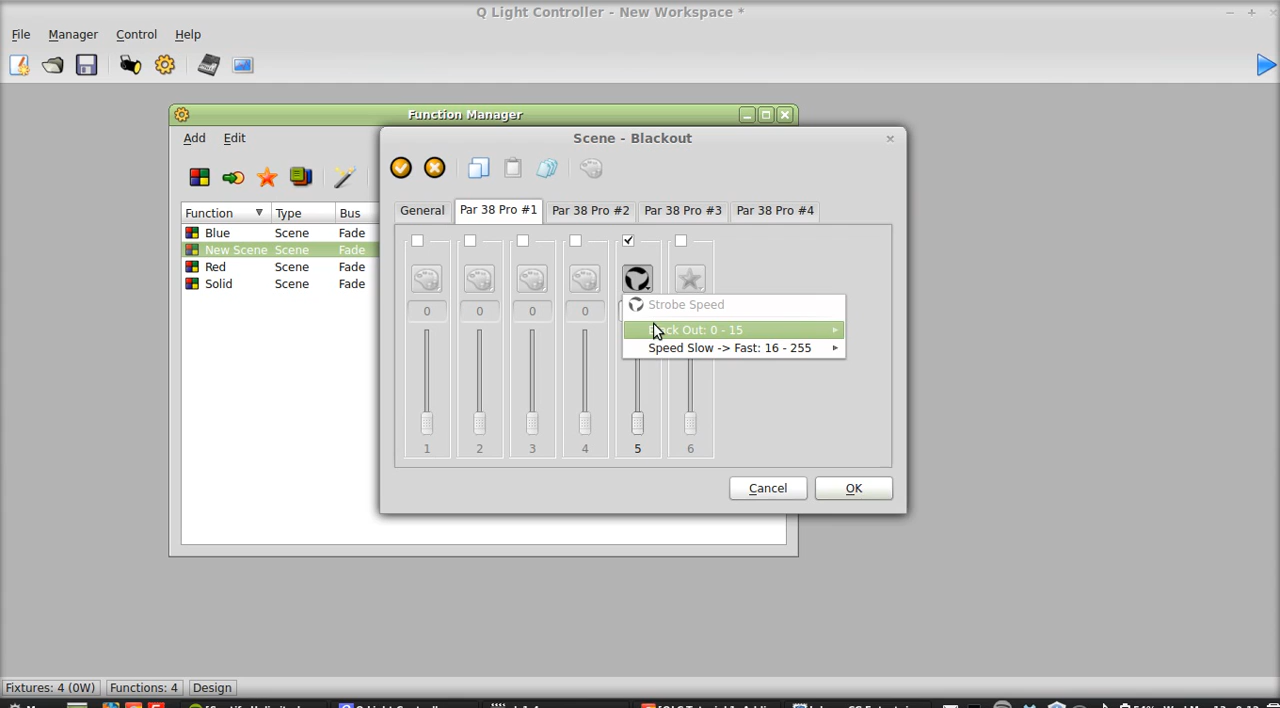 Q Light Controller - New Workspace *
File Manager Control Help
Function Manager
Add Edit
Scene - Blackout
General Par 38 Pro #1 Par 38 Pro #2 Par 38 Pro #3 Par 38 Pro #4
Function Type Bus
Blue Scene Fade
New Scene Scene Fade
Red Scene Fade
Solid Scene Fade
0 0 0 0
Strobe Speed
Out: 0 - 15
Speed Slow -> Fast: 16 - 255
1 2 3 4 5 6
Cancel OK
Fixtures: 4 (0W) Functions: 4 Design